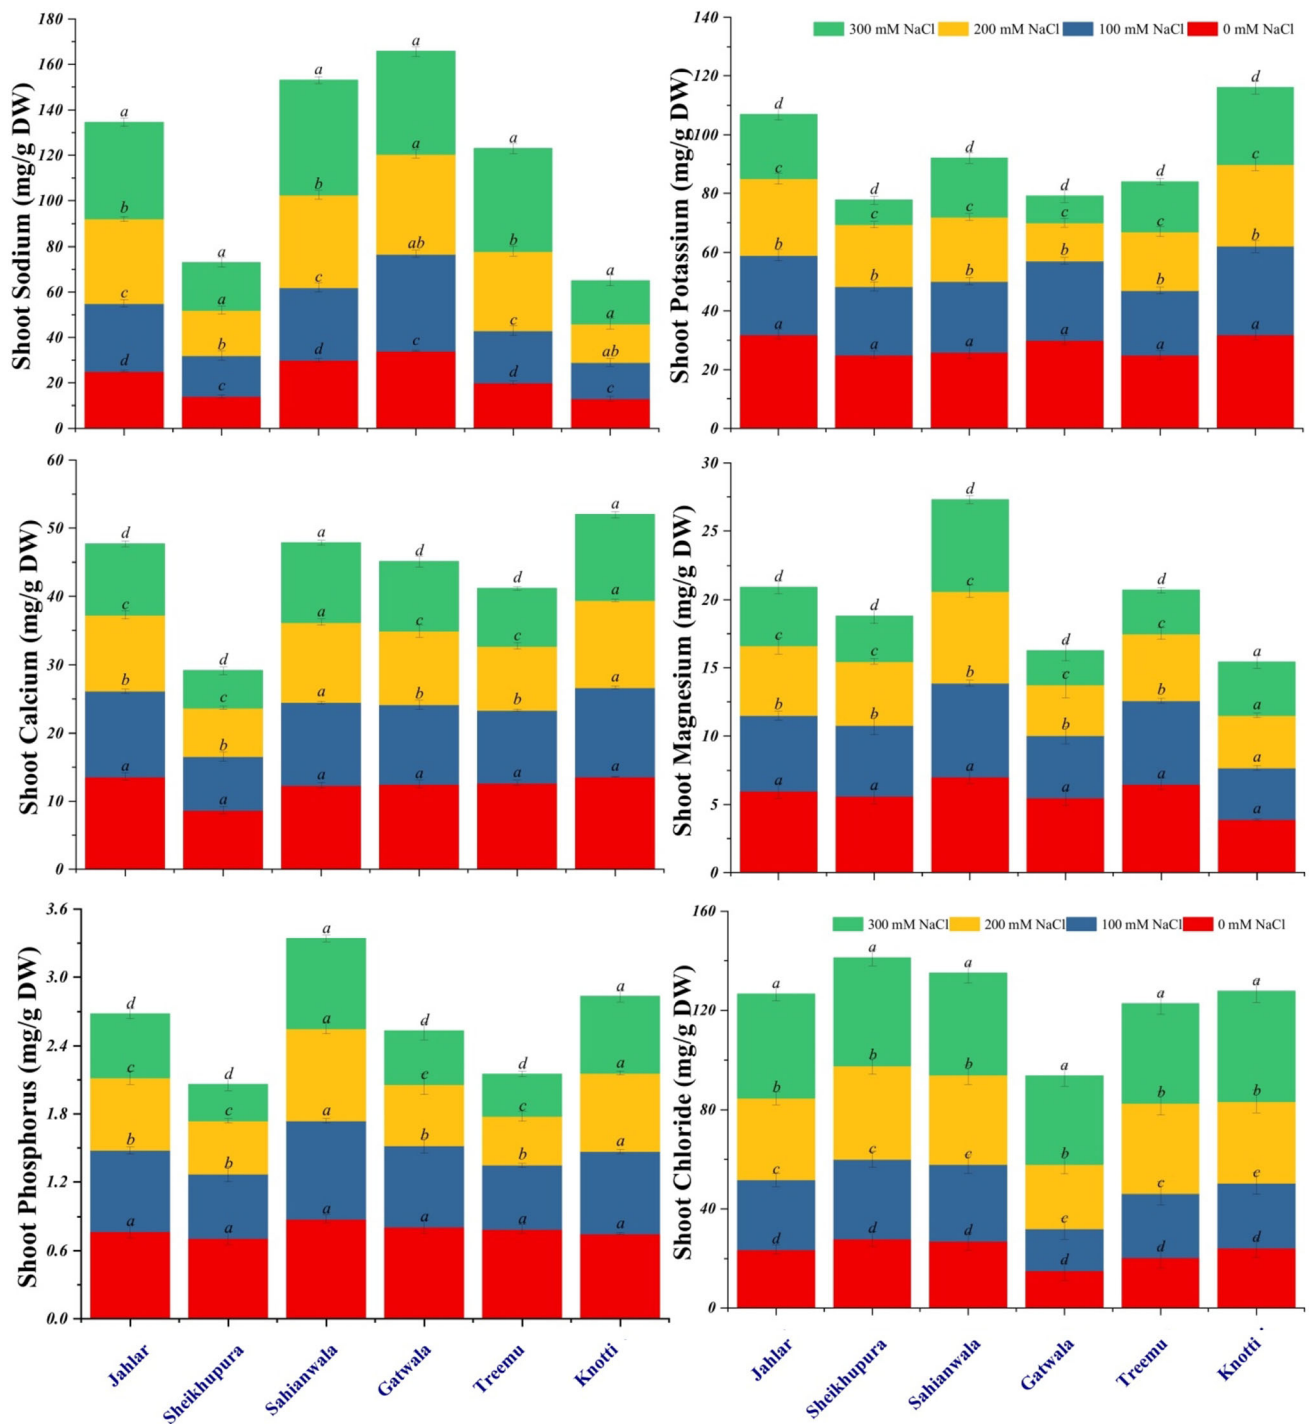 Shoot Sodium (mg/g DW)
180
160
140
120
100
80
60
40
20
0
a
b
c
d
a
a
b
c
a
b
c
d
a
a
ab
c
a
b
c
d
a
a
ab
c
Shoot Potassium (mg/g DW)
140
120
100
80
60
40
20
0
300 mM NaCl 200 mM NaCl 100 mM NaCl 0 mM NaCl
d
c
b
a
d
c
b
a
d
c
b
a
d
c
b
a
d
c
b
a
d
c
b
a
Shoot Calcium (mg/g DW)
60
50
40
30
20
10
0
d
c
b
a
d
c
b
a
a
a
a
a
d
c
b
a
d
c
b
a
a
a
a
a
Shoot Magnesium (mg/g DW)
30
25
20
15
10
5
0
d
c
b
a
d
c
b
a
d
c
b
a
d
c
b
a
d
c
b
a
a
a
a
a
Shoot Phosphorus (mg/g DW)
3.6
3.0
2.4
1.8
1.2
0.6
0.0
d
c
b
a
d
c
b
a
a
a
a
a
d
c
b
a
d
c
b
a
a
a
a
a
Jahlar
Sheikhupura
Sahianwala
Gatwala
Treemu
Knotti
Shoot Chloride (mg/g DW)
160
120
80
40
0
300 mM NaCl 200 mM NaCl 100 mM NaCl 0 mM NaCl
a
b
c
d
a
b
c
d
a
b
c
d
a
b
c
d
a
b
c
d
a
b
c
d
Jahlar
Sheikhupura
Sahianwala
Gatwala
Treemu
Knotti